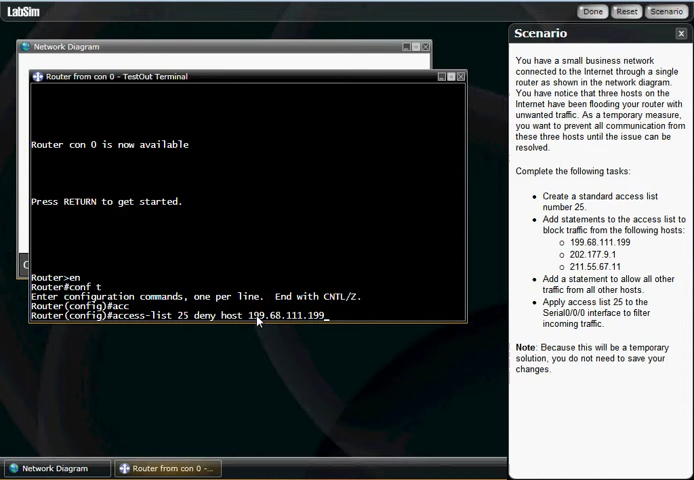 LabSim
Done
Reset
Scenario
Network Diagram
Router from con 0 - TestOut Terminal
Router con 0 is now available
Press RETURN to get started.
Router>en
Router#conf t
Enter configuration commands, one per line.  End with CNTL/Z.
Router(config)#acc
Router(config)#access-list 25 deny host 199.68.111.199_
Scenario
You have a small business network
connected to the Internet through a single
router as shown in the network diagram.
You have notice that three hosts on the
Internet have been flooding your router with
unwanted traffic. As a temporary measure,
you want to prevent all communication from
these three hosts until the issue can be
resolved.
Complete the following tasks:
Create a standard access list
number 25.
Add statements to the access list to
block traffic from the following hosts:
199.68.111.199
202.177.9.1
211.55.67.11
Add a statement to allow all other
traffic from all other hosts.
Apply access list 25 to the
Serial0/0/0 interface to filter
incoming traffic.
Note: Because this will be a temporary
solution, you do not need to save your
changes.
Network Diagram
Router from con 0 -...